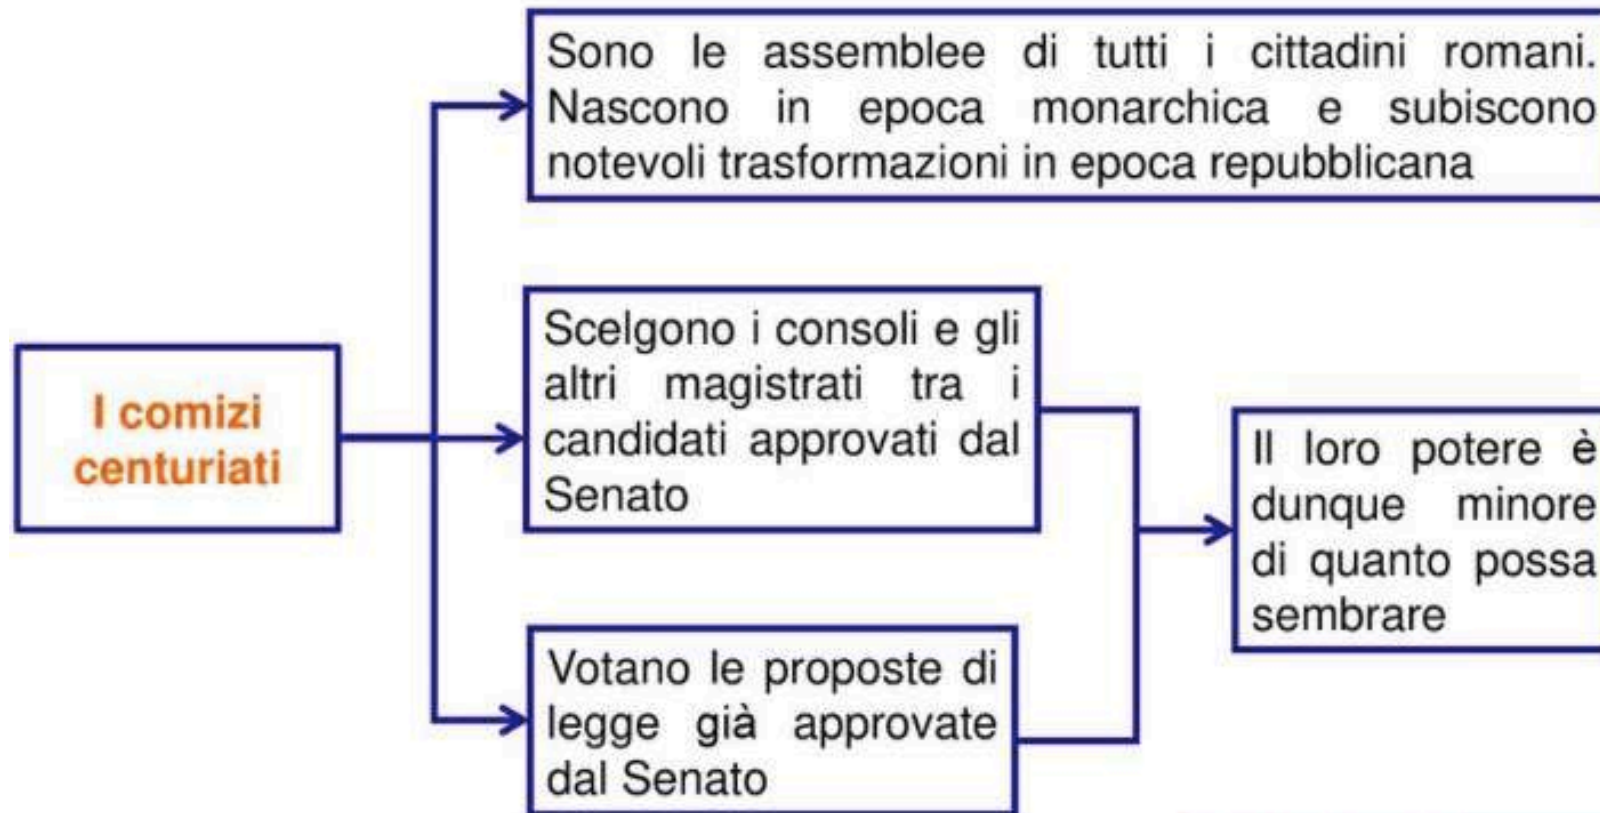 Sono le assemblee di tutti i cittadini romani.
Nascono in epoca monarchica e subiscono
notevoli trasformazioni in epoca repubblicana
I comizi
centuriati
Scelgono i consoli e gli
altri magistrati tra i
candidati approvati dal
Senato
Il loro potere è
dunque minore
di quanto possa
sembrare
Votano le proposte di
legge già approvate
dal Senato